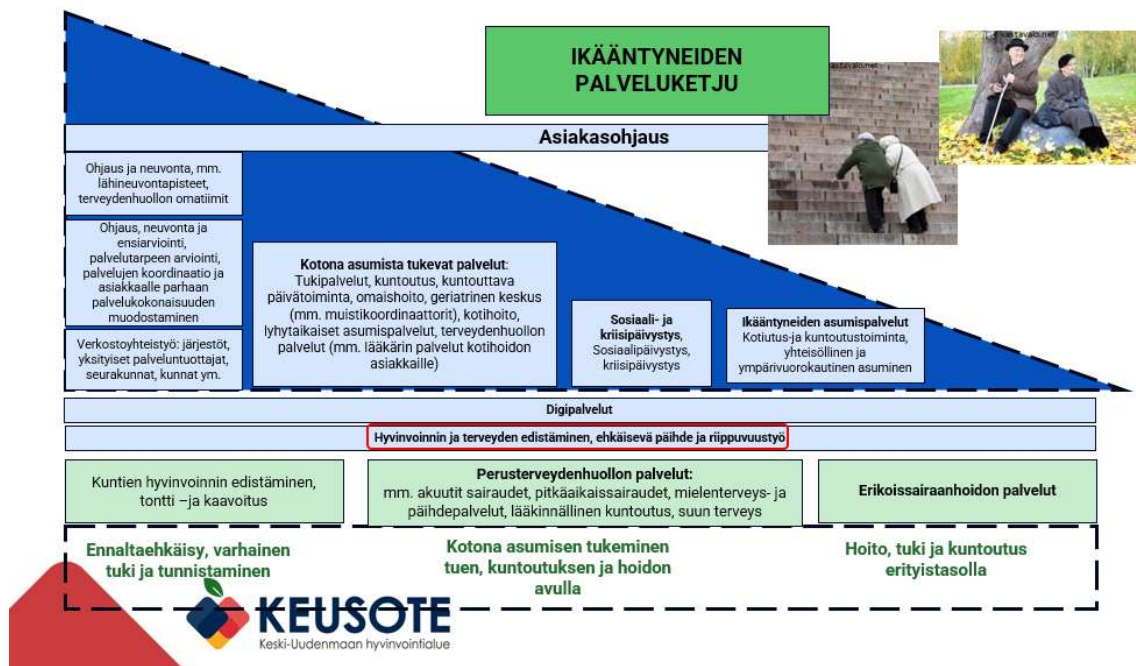 IKÄÄNTYNEIDEN
PALVELUKETJU
vastavalo.net
vastavalo.net
Asiakasohjaus
Ohjaus ja neuvonta, mm.
lähineuvontapisteet,
terveydenhuollon omatiimit
Ohjaus, neuvonta ja
ensiarviointi,
palvelutarpeen arviointi,
palvelujen koordinaatio ja
asiakkaalle parhaan
palvelukokonaisuuden
muodostaminen
Verkostoyhteistyö: järjestöt,
yksityiset palveluntuottajat,
seurakunnat, kunnat ym.
Kotona asumista tukevat palvelut:
Tukipalvelut, kuntoutus, kuntouttava
päivätoiminta, omaishoito, geriatrinen keskus
(mm. muistikoordinaattorit), kotihoito,
lyhytaikaiset asumispalvelut, terveydenhuollon
palvelut (mm. lääkärin palvelut kotihoidon
asiakkaille)
Sosiaali- ja
kriisipäivystys,
Sosiaalipäivystys,
kriisipäivystys
Ikääntyneiden asumispalvelut
Kotiutus-ja kuntoutustoiminta,
yhteisöllinen ja
ympärivuorokautinen asuminen
Digipalvelut
Hyvinvoinnin ja terveyden edistäminen, ehkäisevä päihde ja riippuvuustyö
Kuntien hyvinvoinnin edistäminen,
tontti –ja kaavoitus
Perusterveydenhuollon palvelut:
mm. akuutit sairaudet, pitkäaikaissairaudet, mielenterveys- ja
päihdepalvelut, lääkinnällinen kuntoutus, suun terveys
Erikoissairaanhoidon palvelut
Ennaltaehkäisy, varhainen
tuki ja tunnistaminen
Kotona asumisen tukeminen
tuen, kuntoutuksen ja hoidon
avulla
Hoito, tuki ja kuntoutus
erityistasolla
KEUSOTE
Keski-Uudenmaan hyvinvointialue